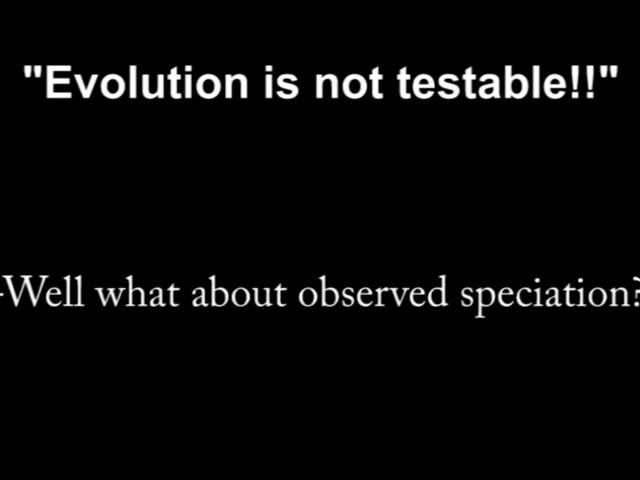 "Evolution is not testable!!"
-Well what about observed speciation?